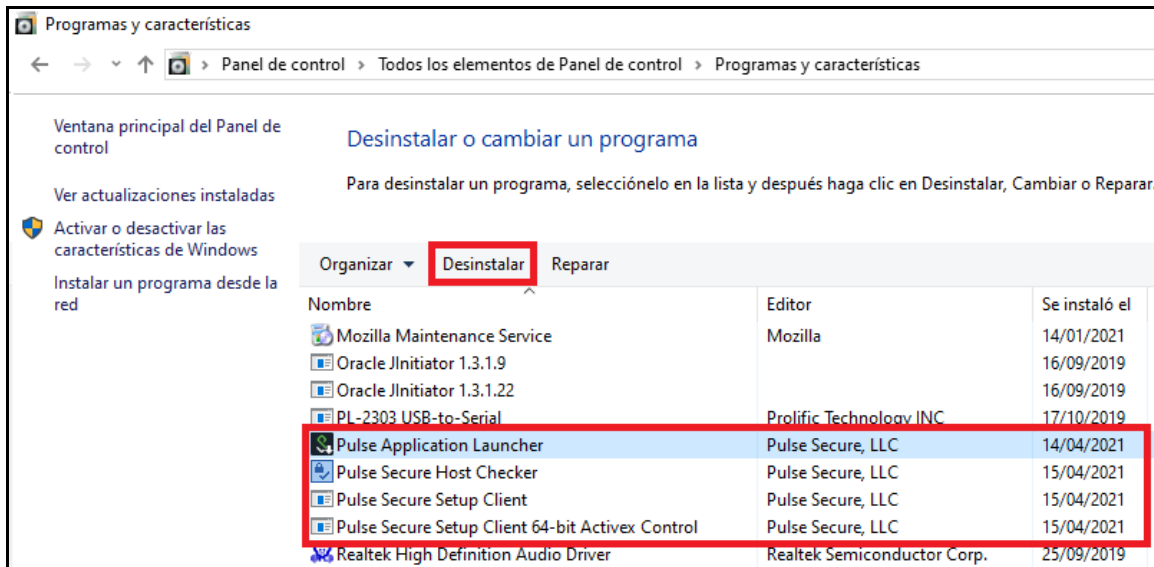 Programas y características
Panel de control > Todos los elementos de Panel de control > Programas y características
Ventana principal del Panel de
control
Ver actualizaciones instaladas
Activar o desactivar las
características de Windows
Instalar un programa desde la
red
Desinstalar o cambiar un programa
Para desinstalar un programa, selecciónelo en la lista y después haga clic en Desinstalar, Cambiar o Reparar.
Organizar Desinstalar Reparar
Nombre Editor Se instaló el
Mozilla Maintenance Service Mozilla 14/01/2021
Oracle JInitiator 1.3.1.9 16/09/2019
Oracle JInitiator 1.3.1.22 16/09/2019
PL-2303 USB-to-Serial Prolific Technology INC 17/10/2019
Pulse Application Launcher Pulse Secure, LLC 14/04/2021
Pulse Secure Host Checker Pulse Secure, LLC 15/04/2021
Pulse Secure Setup Client Pulse Secure, LLC 15/04/2021
Pulse Secure Setup Client 64-bit Activex Control Pulse Secure, LLC 15/04/2021
Realtek High Definition Audio Driver Realtek Semiconductor Corp. 25/09/2019